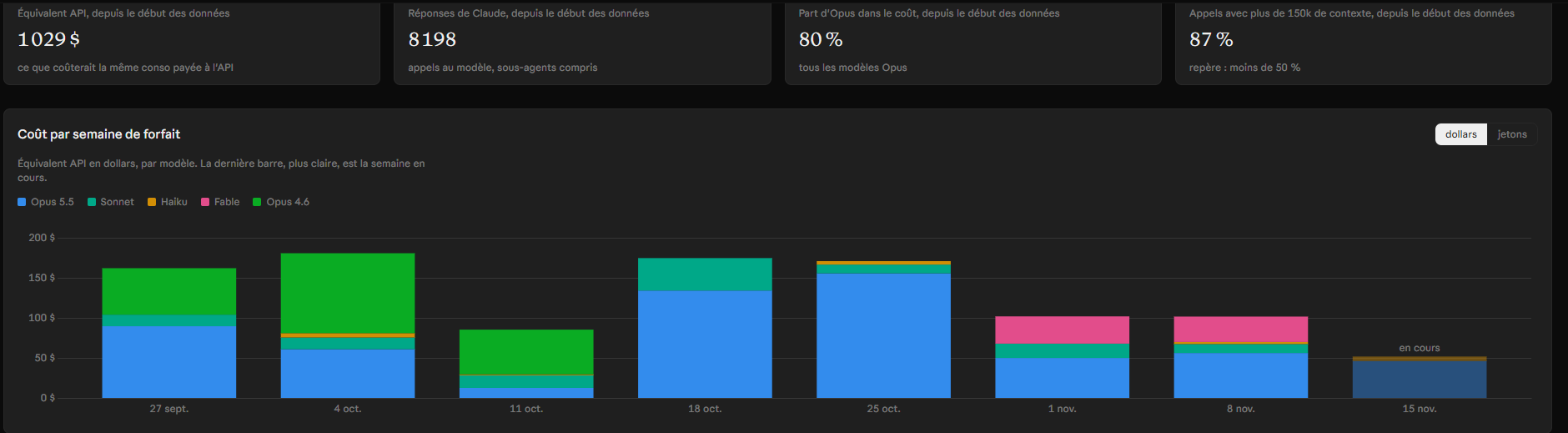 Équivalent API, depuis le début des données
1 029 $
ce que coûterait la même conso payée à l'API
Réponses de Claude, depuis le début des données
8198
appels au modèle, sous-agents compris
Part d'Opus dans le coût, depuis le début des données
80 %
tous les modèles Opus
Appels avec plus de 150k de contexte, depuis le début des données
87 %
repère : moins de 50 %
Coût par semaine de forfait
dollars jetons
Équivalent API en dollars, par modèle. La dernière barre, plus claire, est la semaine en
cours.
Opus 5.5 Sonnet Haiku Fable Opus 4.6
200 $
150 $
100 $
50 $
0 $
en cours
27 sept. 4 oct. 11 oct. 18 oct. 25 oct. 1 nov. 8 nov. 15 nov.